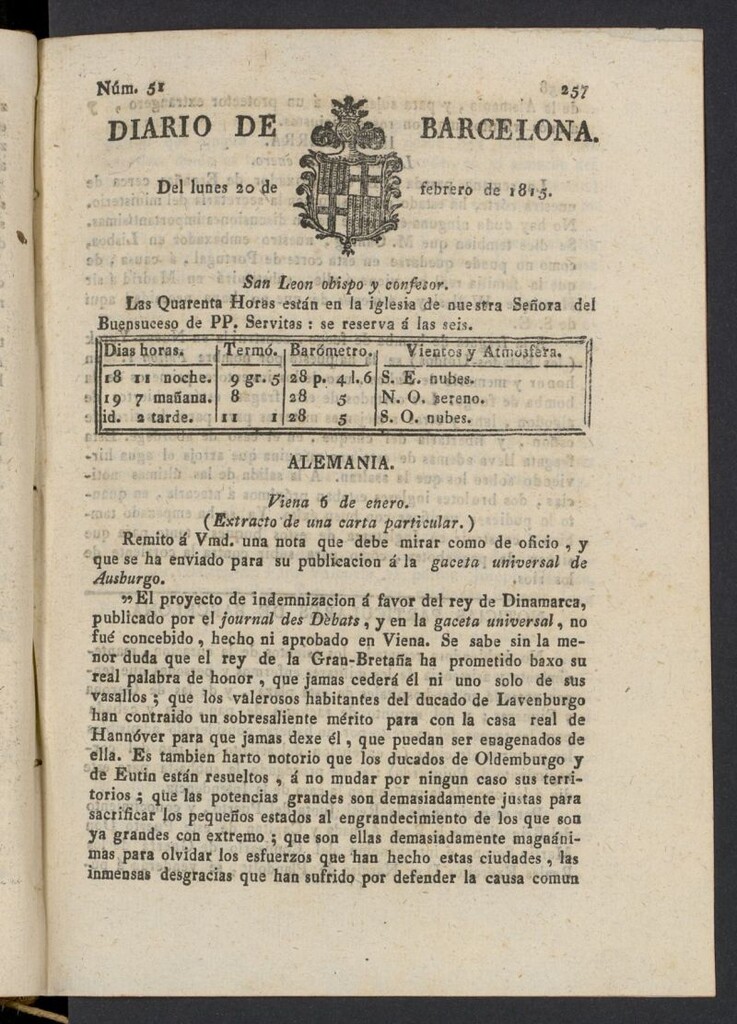 Núm. 51 257
DIARIO DE BARCELONA.
Del lunes 20 de febrero de 1815.
San Leon obispo y confesor.
Las Quarenta Horas están en la iglesia de nuestra Señora del
Buensuceso de PP. Servitas : se reserva á las seis.
Dias horas. Termó. Barómetro. Vientos y Atmósfera.
18 11 noche. 9 gr. 5 28 p. 4 l. 6 S. E. nubes.
19 7 mañana. 8 28 5 N. O. sereno.
id. 2 tarde. 11 1 28 5 S. O. nubes.
ALEMANIA.
Viena 6 de enero.
(Extracto de una carta particular.)
Remito á Vmd. una nota que debe mirar como de oficio , y
que se ha enviado para su publicacion á la gaceta universal de
Ausburgo.
"El proyecto de indemnizacion á favor del rey de Dinamarca,
publicado por el journal des Débats, y en la gaceta universal, no
fué concebido , hecho ni aprobado en Viena. Se sabe sin la me-
nor duda que el rey de la Gran-Bretaña ha prometido baxo su
real palabra de honor , que jamas cederá él ni uno solo de sus
vasallos ; que los valerosos habitantes del ducado de Lavenburgo
han contraido un sobresaliente mérito para con la casa real de
Hannóver para que jamas dexe él , que puedan ser enagenados de
ella. Es tambien harto notorio que los ducados de Oldemburgo y
de Eutin están resueltos , á no mudar por ningun caso sus terri-
torios ; que las potencias grandes son demasiadamente justas para
sacrificar los pequeños estados al engrandecimiento de los que son
ya grandes con extremo ; que son ellas demasiadamente magnáni-
mas para olvidar los esfuerzos que han hecho estas ciudades , las
inmensas desgracias que han sufrido por defender la causa comun